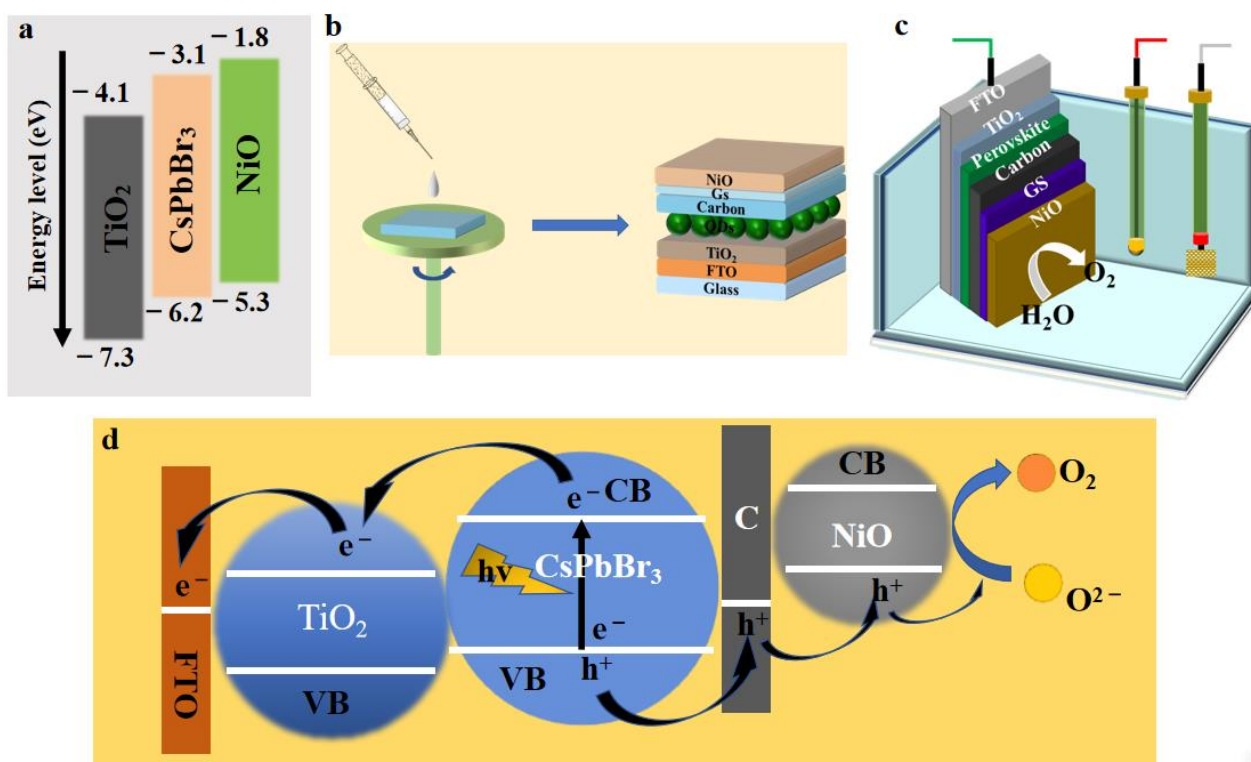 a
Energy level (eV)
− 4.1
TiO₂
− 7.3
− 3.1
CsPbBr₃
− 6.2
− 1.8
NiO
− 5.3
b
NiO
Gs
Carbon
QDs
TiO₂
FTO
Glass
c
FTO
TiO₂
Perovskite
Carbon
GS
NiO
O₂
H₂O
d
e⁻
FTO
e⁻
TiO₂
VB
e⁻ CB
hν
CsPbBr₃
e⁻
VB
h⁺
C
h⁺
CB
NiO
h⁺
O₂
O²⁻